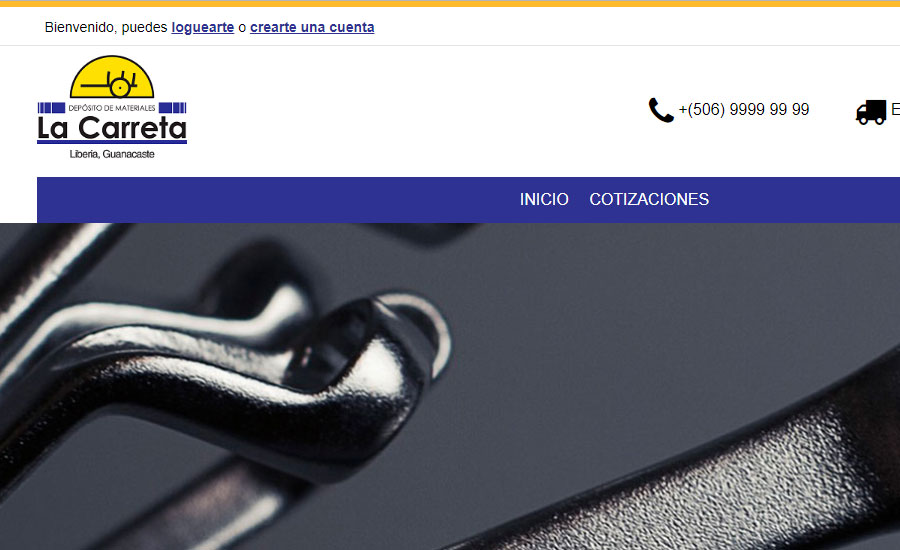 Bienvenido, puedes loguearte o crearte una cuenta
DEPÓSITO DE MATERIALES
La Carreta
Liberia, Guanacaste
+(506) 9999 99 99
E
INICIO COTIZACIONES